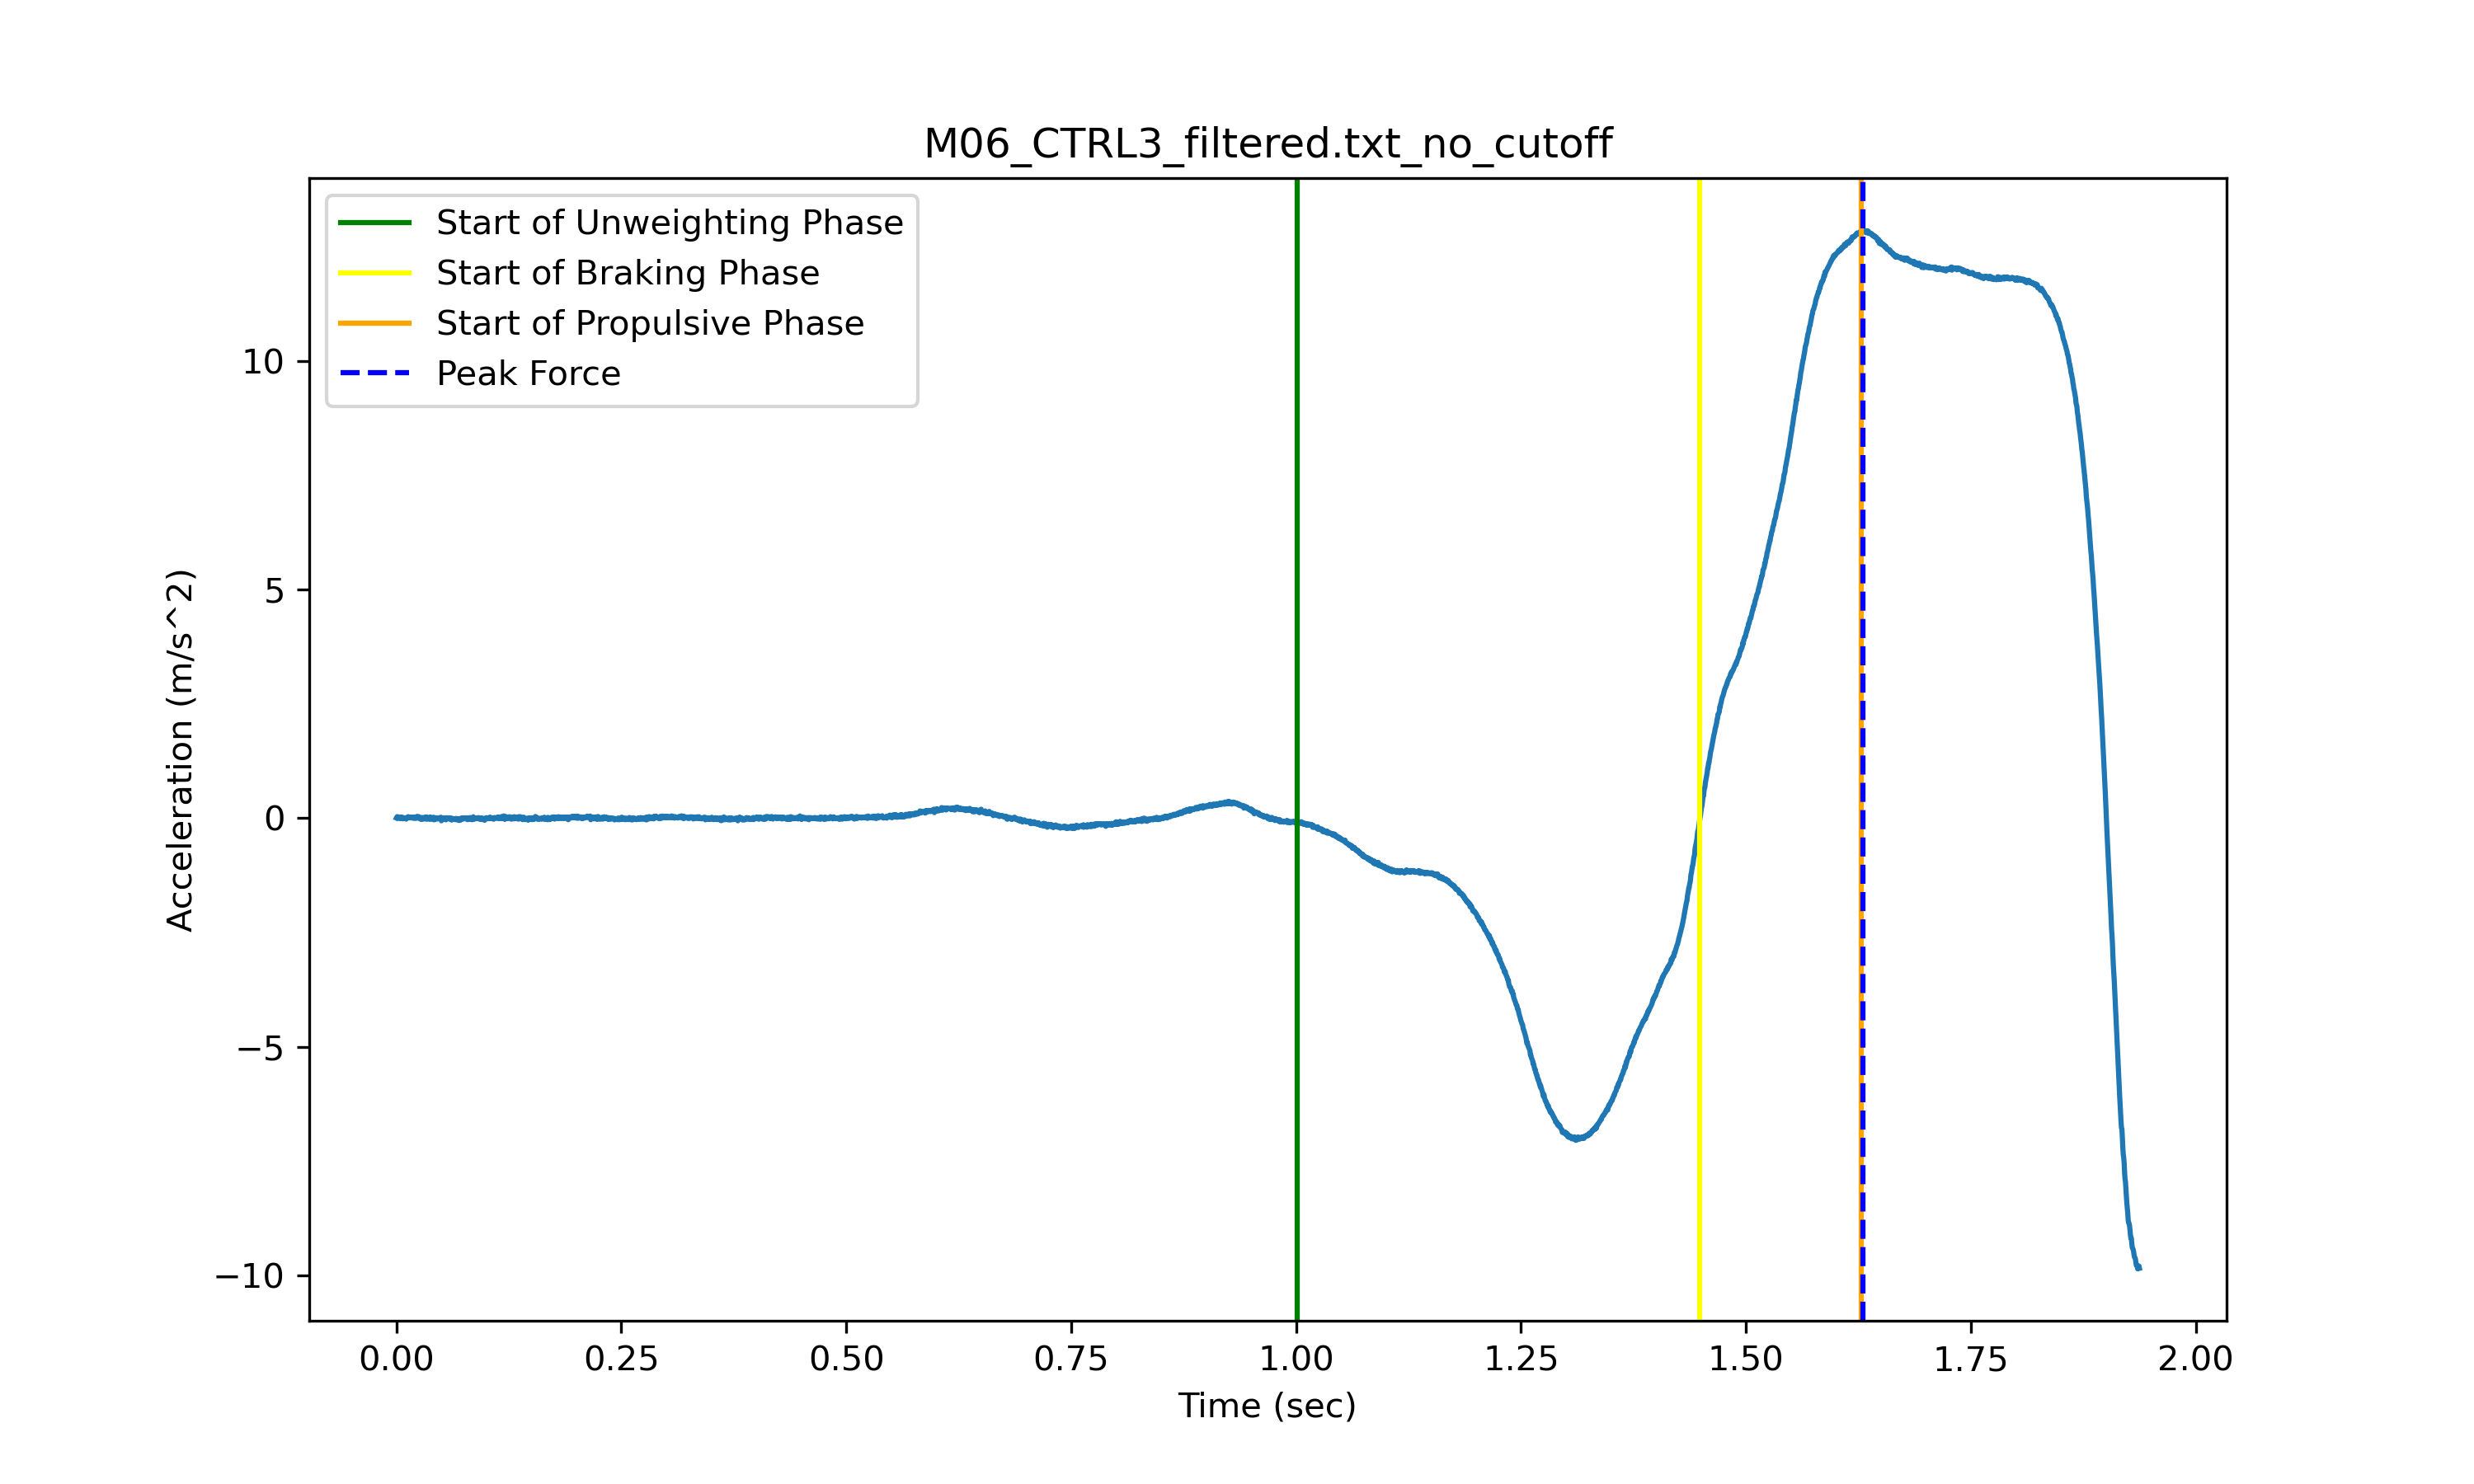 M06_CTRL3_filtered.txt_no_cutoff
Start of Unweighting Phase
Start of Braking Phase
Start of Propulsive Phase
Peak Force
Acceleration (m/s^2)
10
5
0
−5
−10
0.00 0.25 0.50 0.75 1.00 1.25 1.50 1.75 2.00
Time (sec)